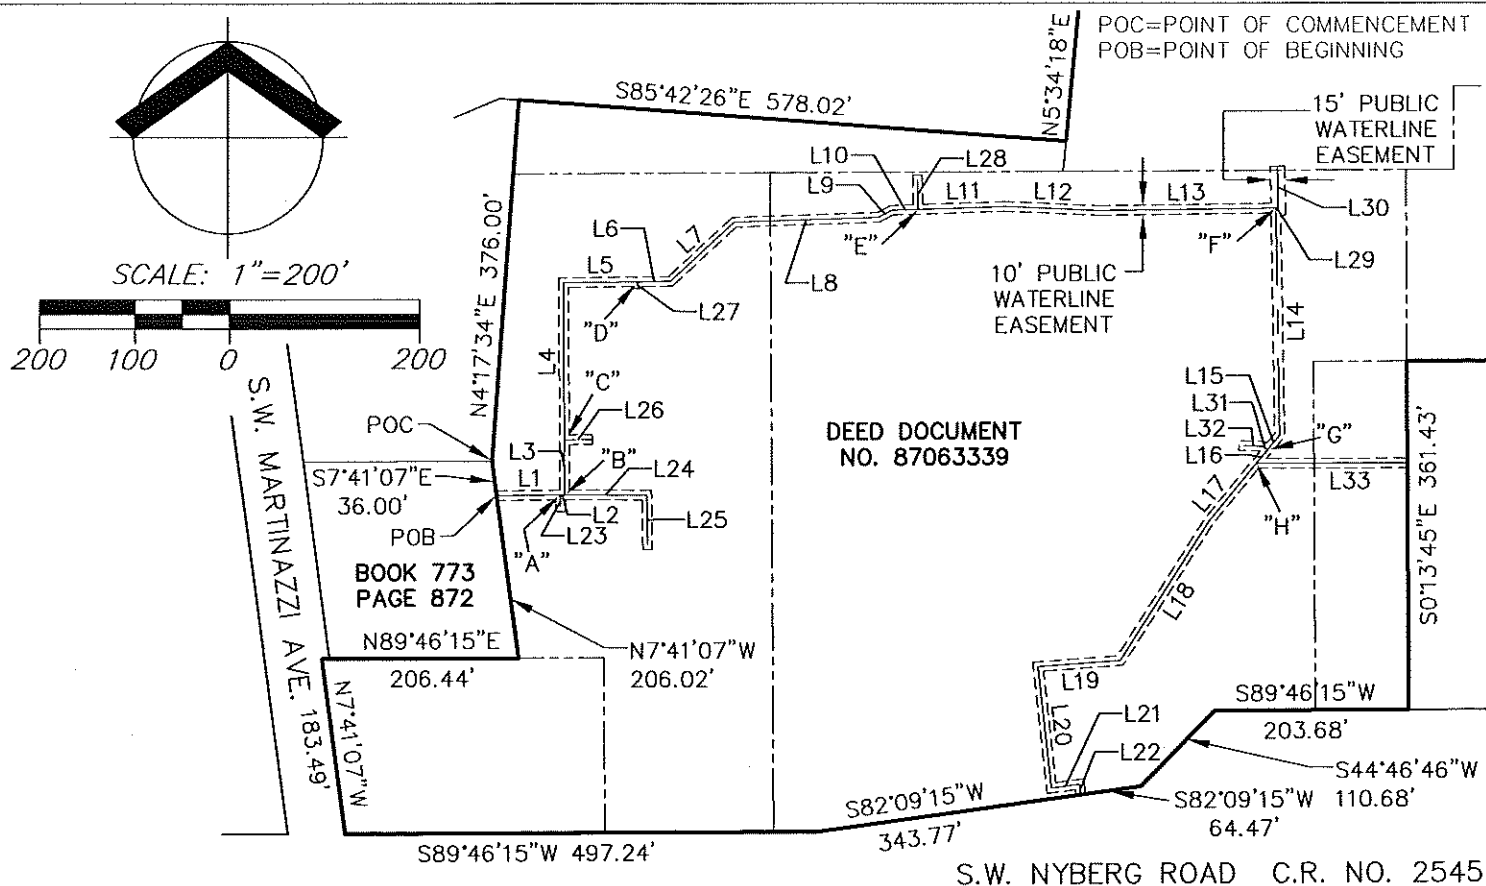 POC=POINT OF COMMENCEMENT
POB=POINT OF BEGINNING
S85°42'26"E 578.02'
N5°34'18"E
15' PUBLIC
WATERLINE
EASEMENT
L10
L28
L9
L11
L12
L13
L30
"E"
"F"
L29
L6
L7
L8
L5
L27
"D"
10' PUBLIC
WATERLINE
EASEMENT
SCALE: 1"=200'
200 100 0 200
N4°17'34"E 376.00'
L4
L14
"C"
L26
L15
L31
L32
L16
"G"
POC
L3
DEED DOCUMENT
NO. 87063339
S7°41'07"E
36.00'
L1
"B"
L24
L17
L33
"H"
POB
"A"
L23
L2
L25
S0°13'45"E 361.43'
BOOK 773
PAGE 872
S.W. MARTINAZZI AVE.
L18
N89°46'15"E
206.44'
N7°41'07"W
206.02'
N7°41'07"W
183.49'
L19
L20
L21
L22
S89°46'15"W
203.68'
S44°46'46"W
110.68'
S82°09'15"W
64.47'
S82°09'15"W
343.77'
S89°46'15"W 497.24'
S.W. NYBERG ROAD C.R. NO. 2545